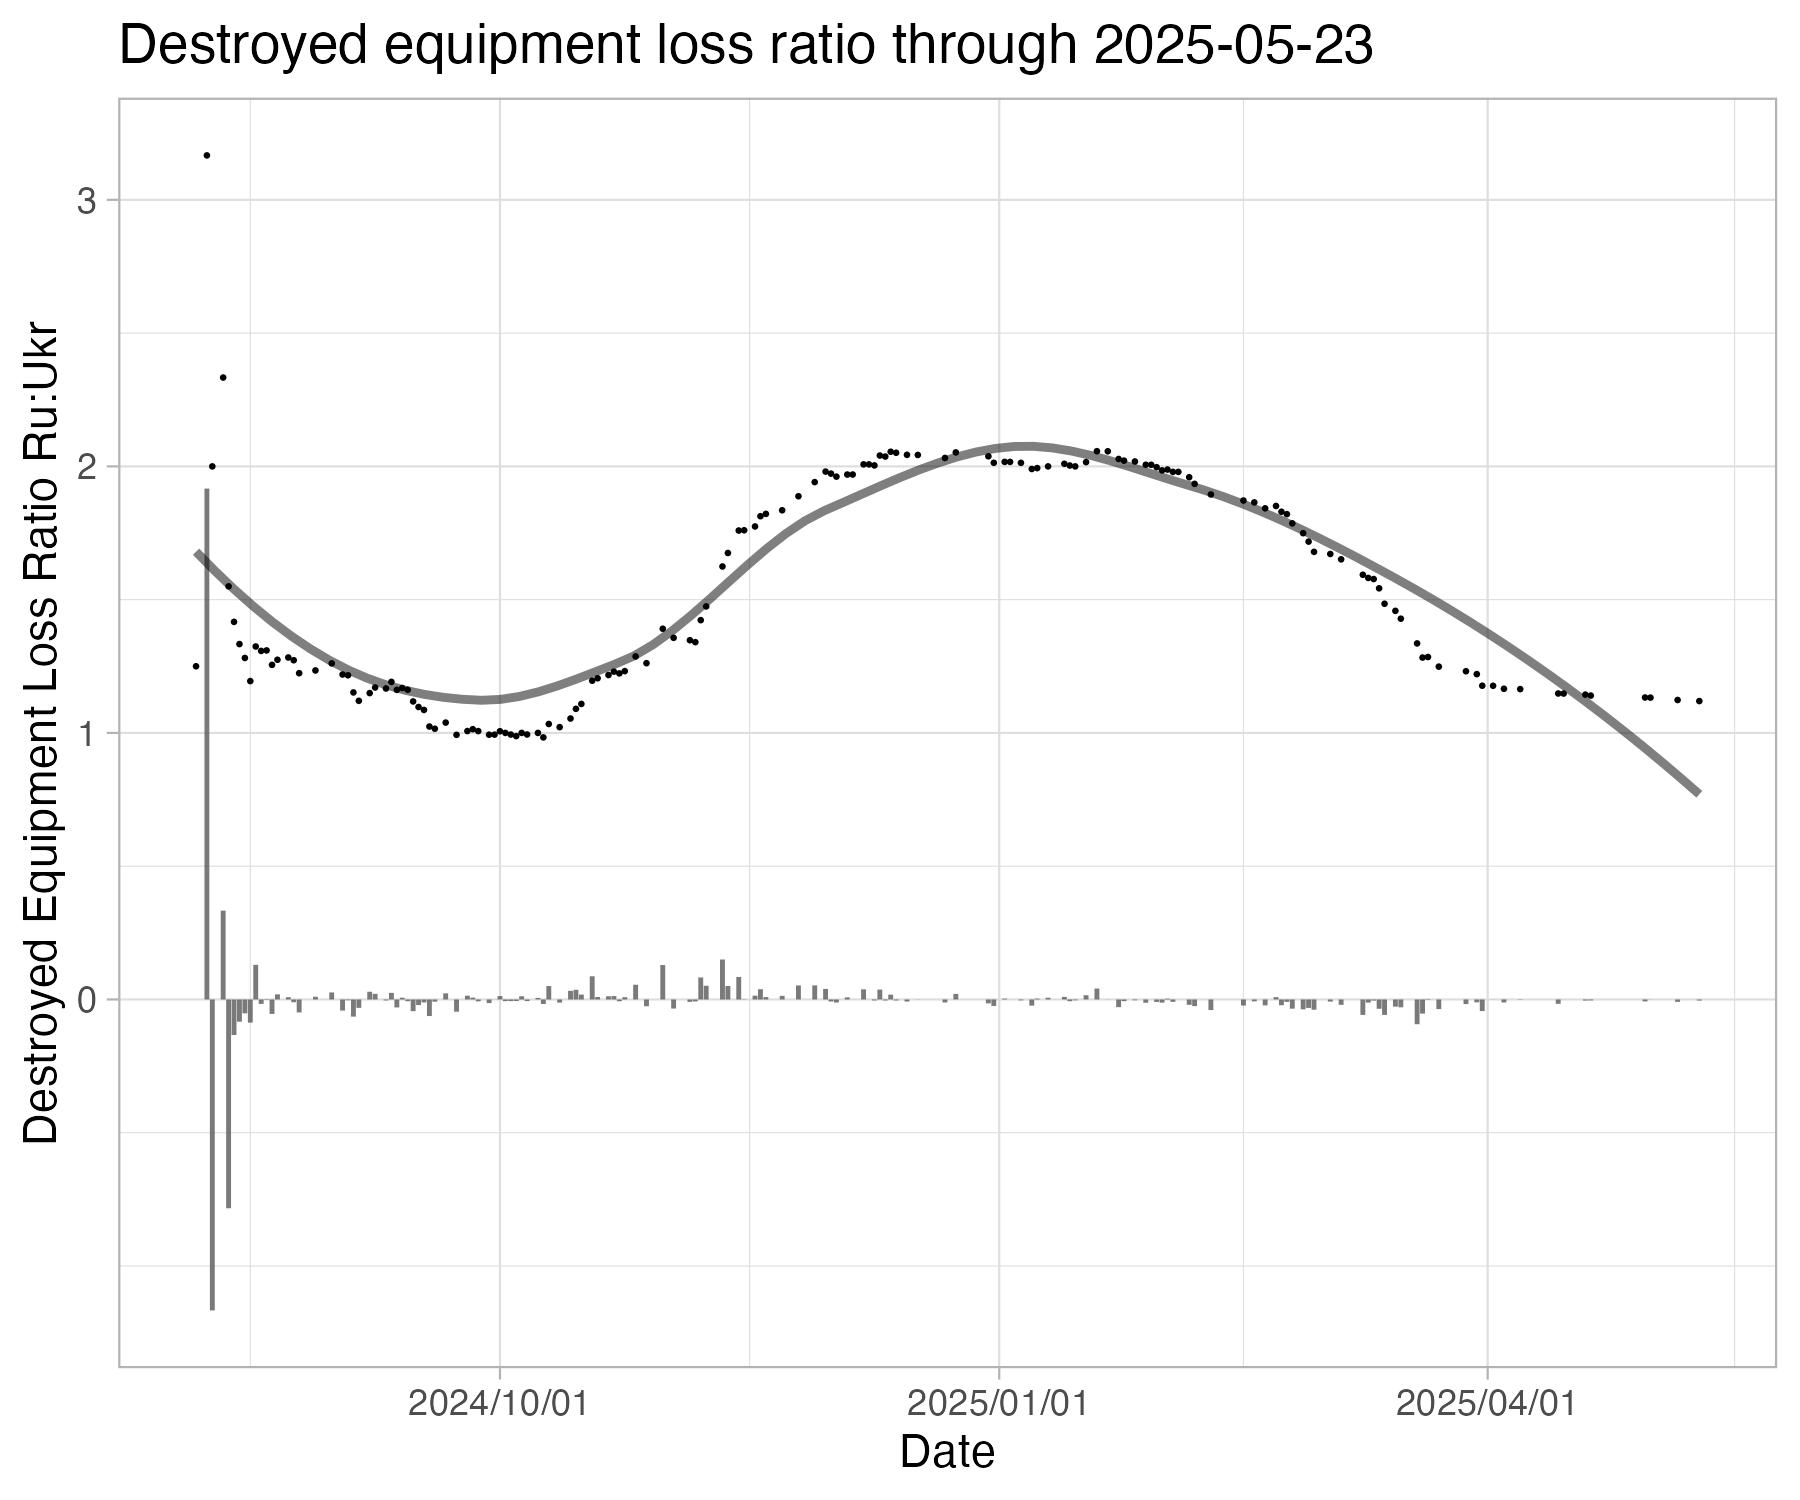 Destroyed equipment loss ratio through 2025-05-23
Destroyed Equipment Loss Ratio Ru:Ukr
3
2
1
0
2024/10/01
2025/01/01
2025/04/01
Date